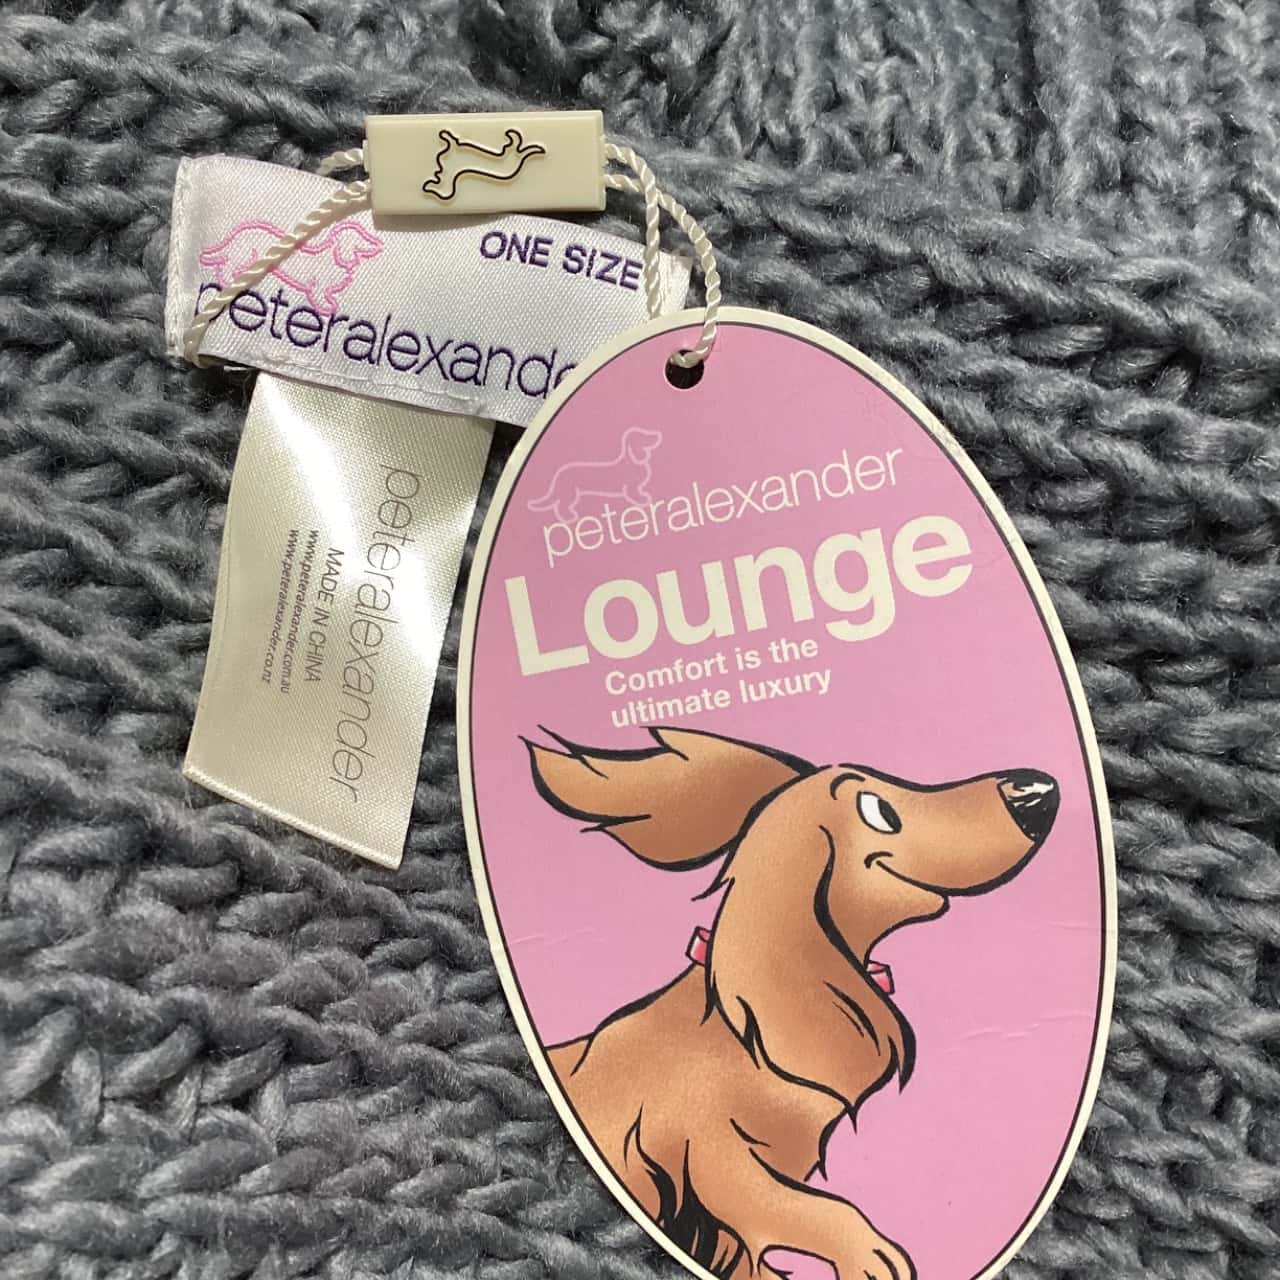 ONE SIZE
peteralexande
peteralexander
MADE IN CHINA
www.peteralexander.com.au
www.peteralexander.co.nz
peteralexander
Lounge
Comfort is the
ultimate luxury